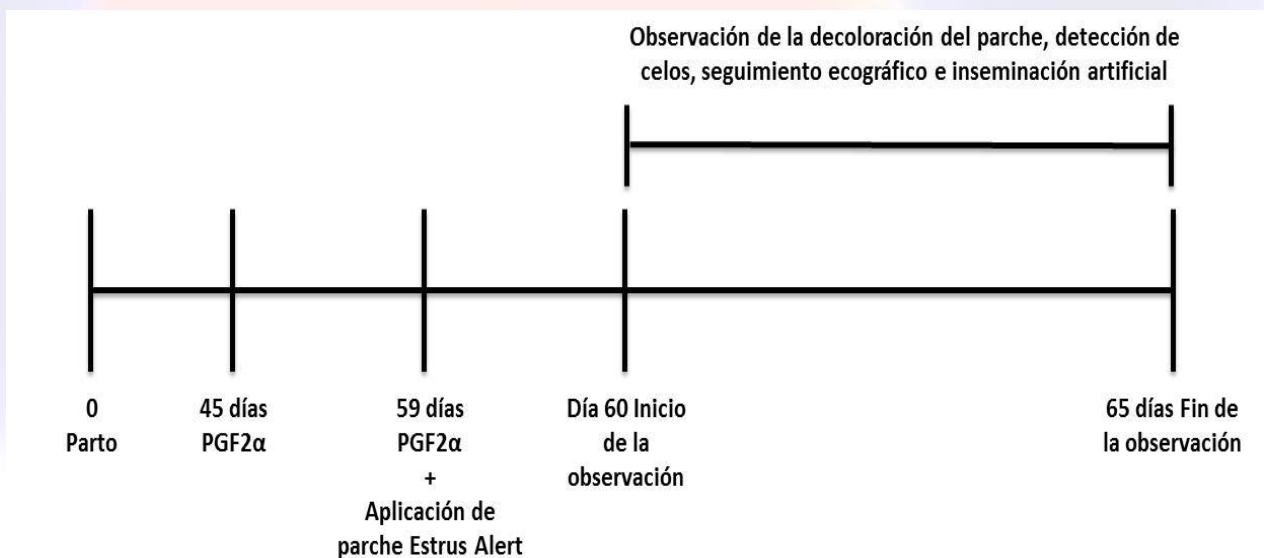 Observación de la decoloración del parche, detección de
celos, seguimiento ecográfico e inseminación artificial
0
Parto
45 días
PGF2α
59 días
PGF2α
+
Aplicación de
parche Estrus Alert
Día 60 Inicio
de la
observación
65 días Fin de
la observación